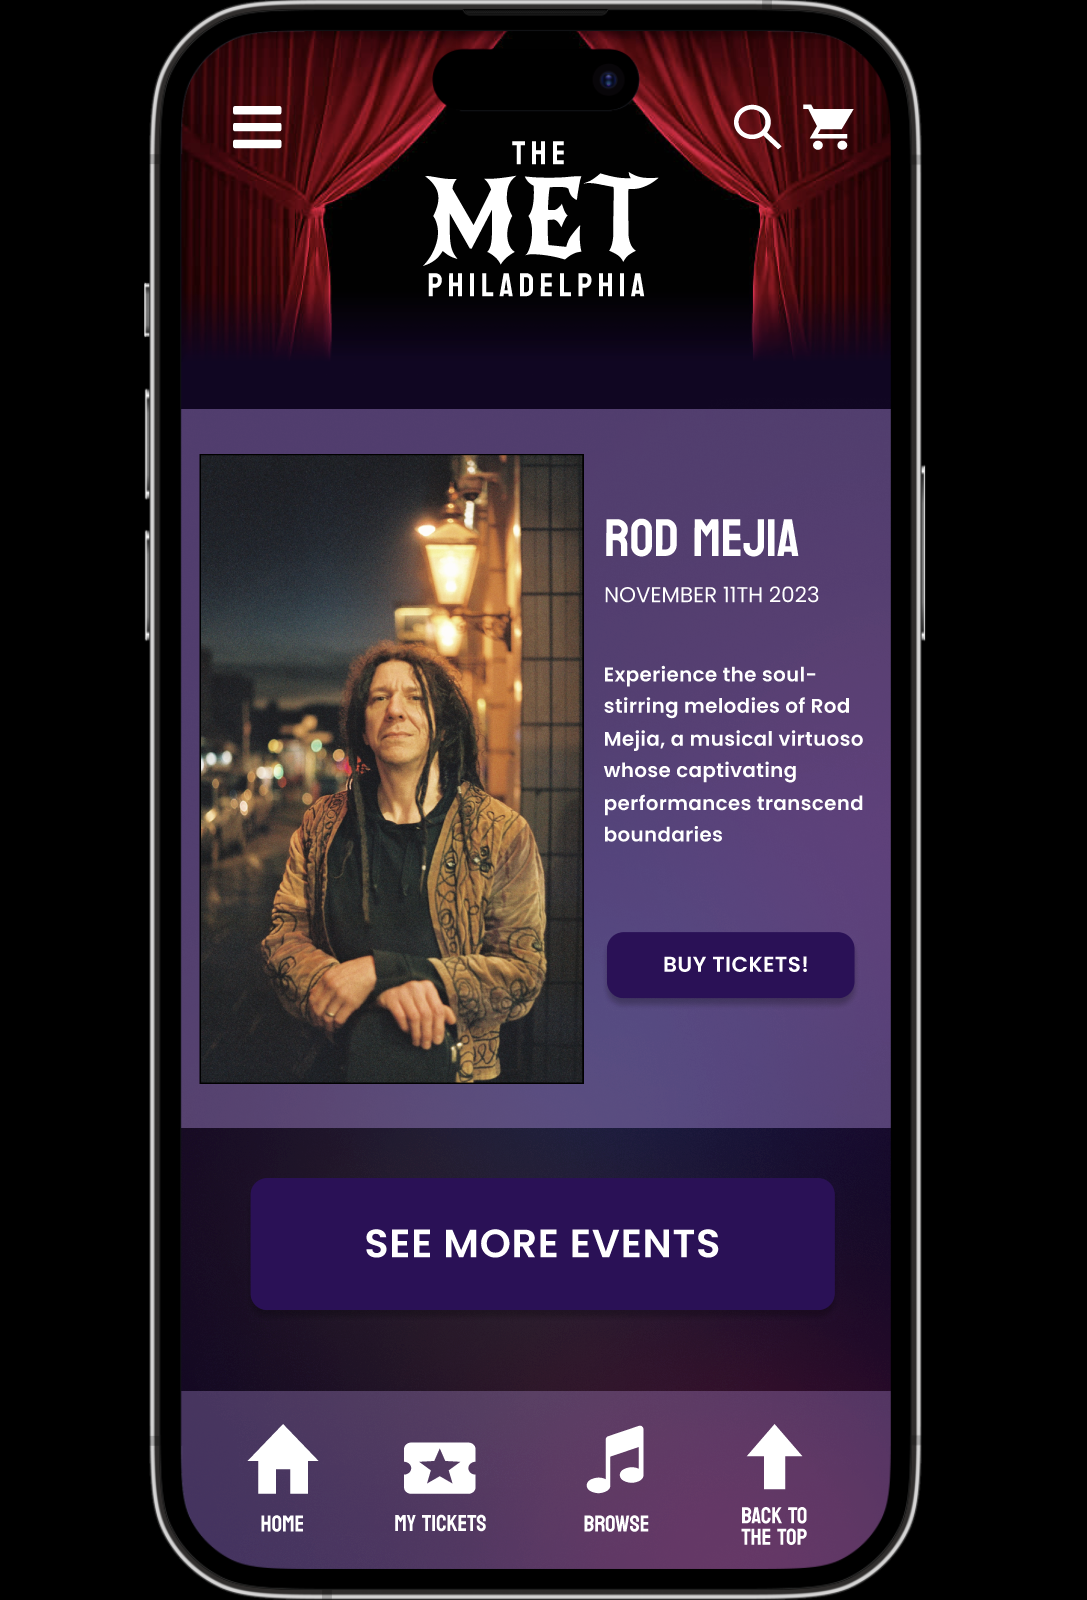 THE
MET
PHILADELPHIA
ROD MEJIA
NOVEMBER 11TH 2023
Experience the soul-
stirring melodies of Rod
Mejia, a musical virtuoso
whose captivating
performances transcend
boundaries
BUY TICKETS!
SEE MORE EVENTS
HOME
MY TICKETS
BROWSE
BACK TO
THE TOP